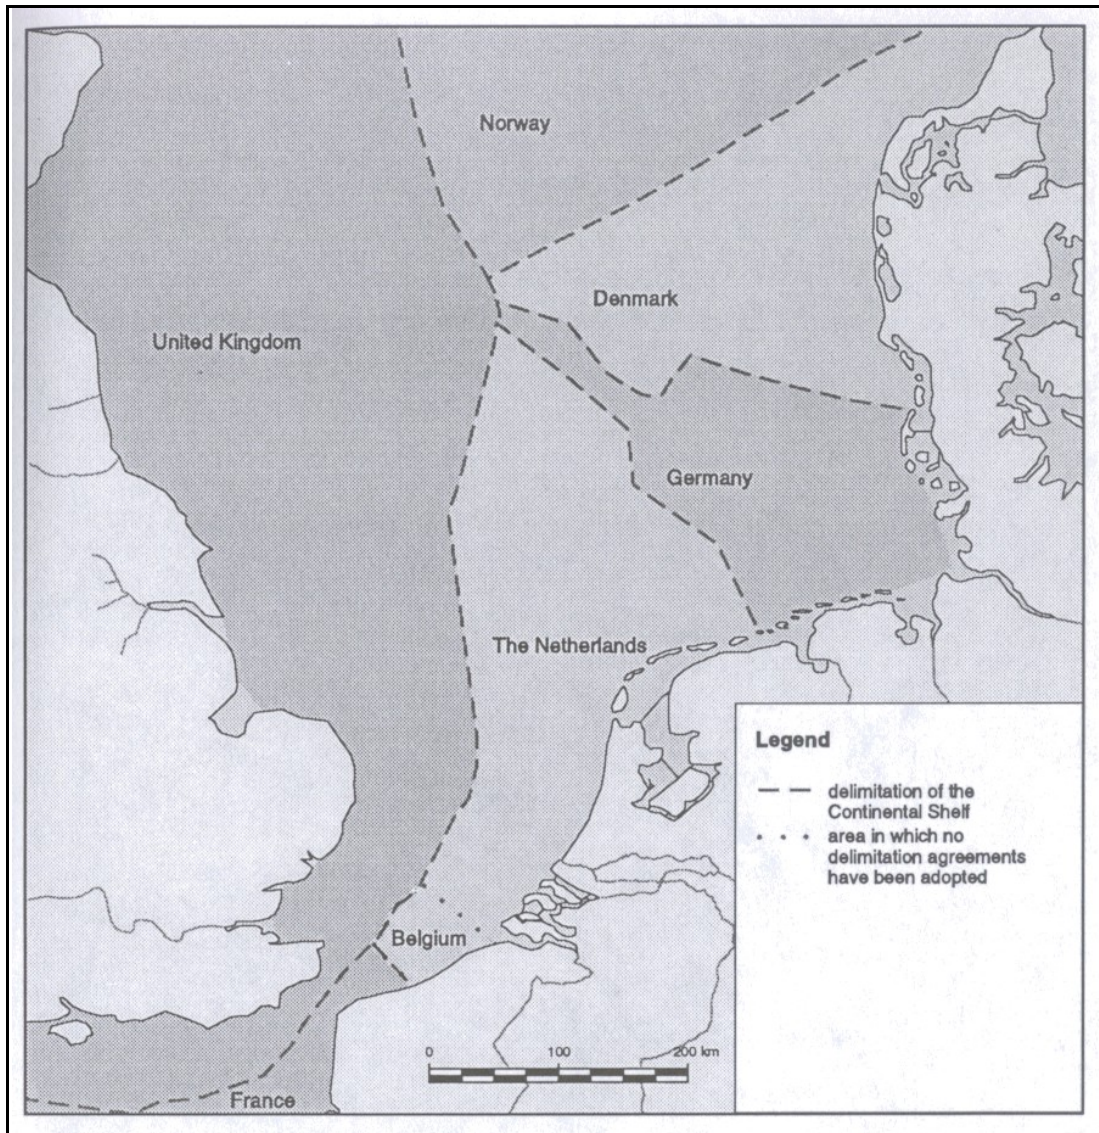 Norway
Denmark
United Kingdom
Germany
The Netherlands
Legend
delimitation of the
Continental Shelf
area in which no
delimitation agreements
have been adopted
Belgium
0 100 200 km
France